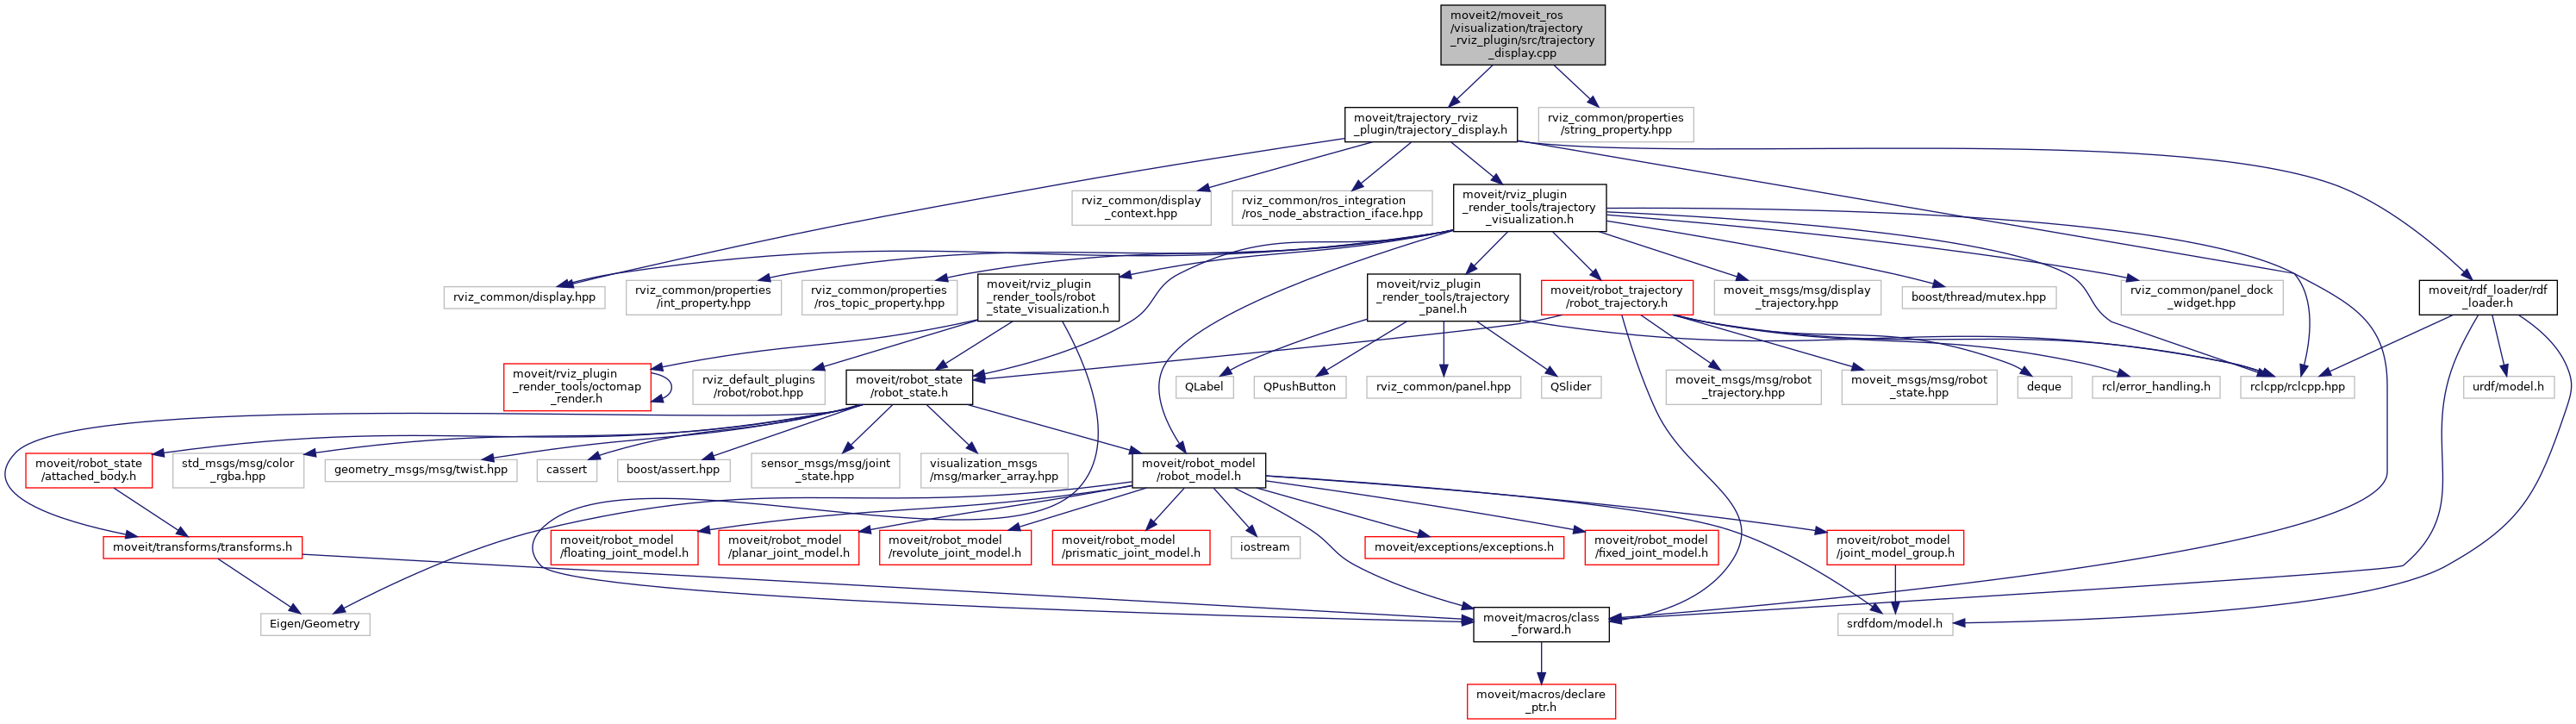 moveit2/moveit_ros
/visualization/trajectory
_rviz_plugin/src/trajectory
_display.cpp
moveit/trajectory_rviz
_plugin/trajectory_display.h
rviz_common/properties
/string_property.hpp
rviz_common/display
_context.hpp
rviz_common/ros_integration
/ros_node_abstraction_iface.hpp
moveit/rviz_plugin
_render_tools/trajectory
_visualization.h
rviz_common/display.hpp
rviz_common/properties
/int_property.hpp
rviz_common/properties
/ros_topic_property.hpp
moveit/rviz_plugin
_render_tools/robot
_state_visualization.h
moveit/rviz_plugin
_render_tools/trajectory
_panel.h
moveit/robot_trajectory
/robot_trajectory.h
moveit_msgs/msg/display
_trajectory.hpp
boost/thread/mutex.hpp
rviz_common/panel_dock
_widget.hpp
moveit/rdf_loader/rdf
_loader.h
moveit/rviz_plugin
_render_tools/octomap
_render.h
rviz_default_plugins
/robot/robot.hpp
moveit/robot_state
/robot_state.h
QLabel
QPushButton
rviz_common/panel.hpp
QSlider
moveit_msgs/msg/robot
_trajectory.hpp
moveit_msgs/msg/robot
_state.hpp
deque
rcl/error_handling.h
rclcpp/rclcpp.hpp
urdf/model.h
moveit/robot_state
/attached_body.h
std_msgs/msg/color
_rgba.hpp
geometry_msgs/msg/twist.hpp
cassert
boost/assert.hpp
sensor_msgs/msg/joint
_state.hpp
visualization_msgs
/msg/marker_array.hpp
moveit/robot_model
/robot_model.h
moveit/transforms/transforms.h
moveit/robot_model
/floating_joint_model.h
moveit/robot_model
/planar_joint_model.h
moveit/robot_model
/revolute_joint_model.h
moveit/robot_model
/prismatic_joint_model.h
iostream
moveit/exceptions/exceptions.h
moveit/robot_model
/fixed_joint_model.h
moveit/robot_model
/joint_model_group.h
Eigen/Geometry
moveit/macros/class
_forward.h
srdfdom/model.h
moveit/macros/declare
_ptr.h